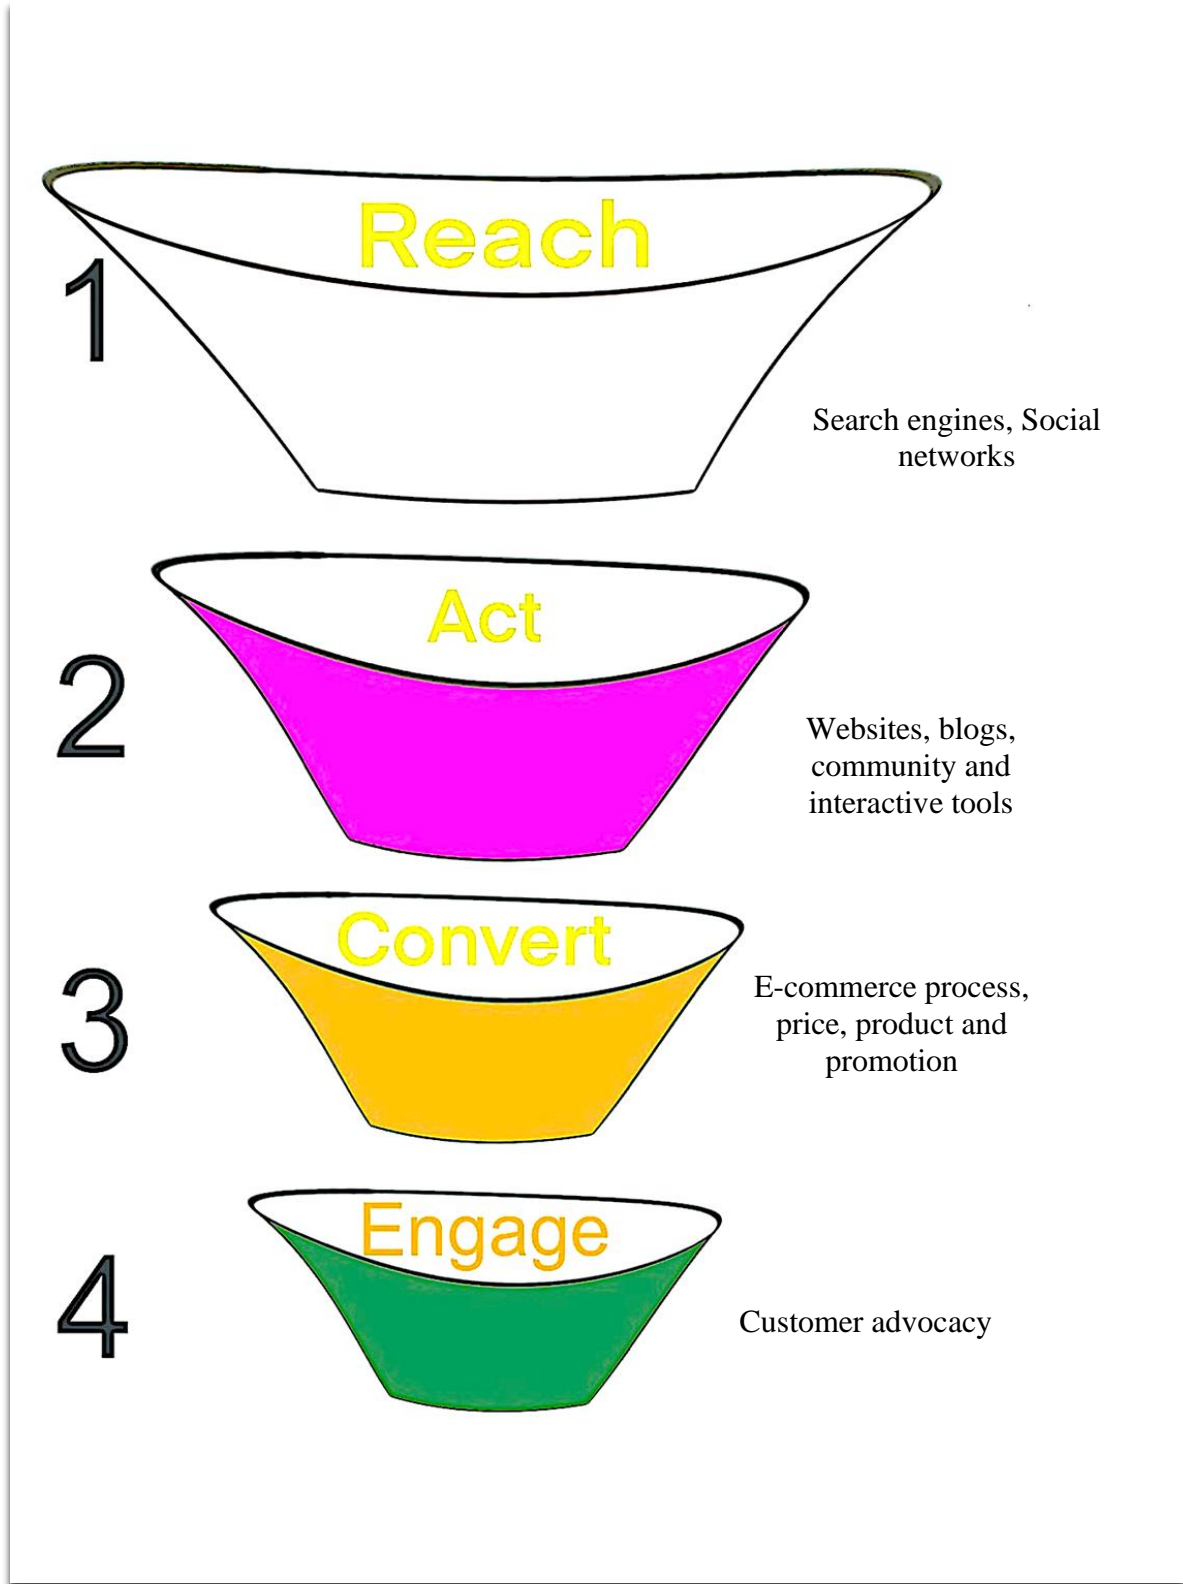 Reach
1
Search engines, Social
networks
Act
2
Websites, blogs,
community and
interactive tools
Convert
3
E-commerce process,
price, product and
promotion
Engage
4
Customer advocacy